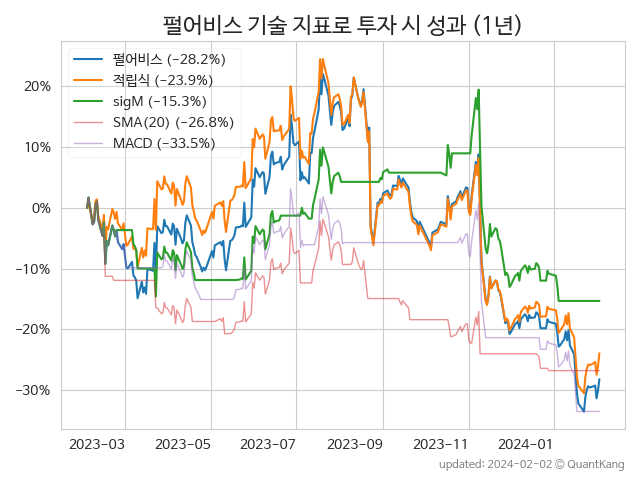 펄어비스 기술 지표로 투자 시 성과 (1년)
펄어비스 (−28.2%)
적립식 (−23.9%)
sigM (−15.3%)
SMA(20) (−26.8%)
MACD (−33.5%)
20%
10%
0%
−10%
−20%
−30%
2023-03 2023-05 2023-07 2023-09 2023-11 2024-01
updated: 2024-02-02 © QuantKang